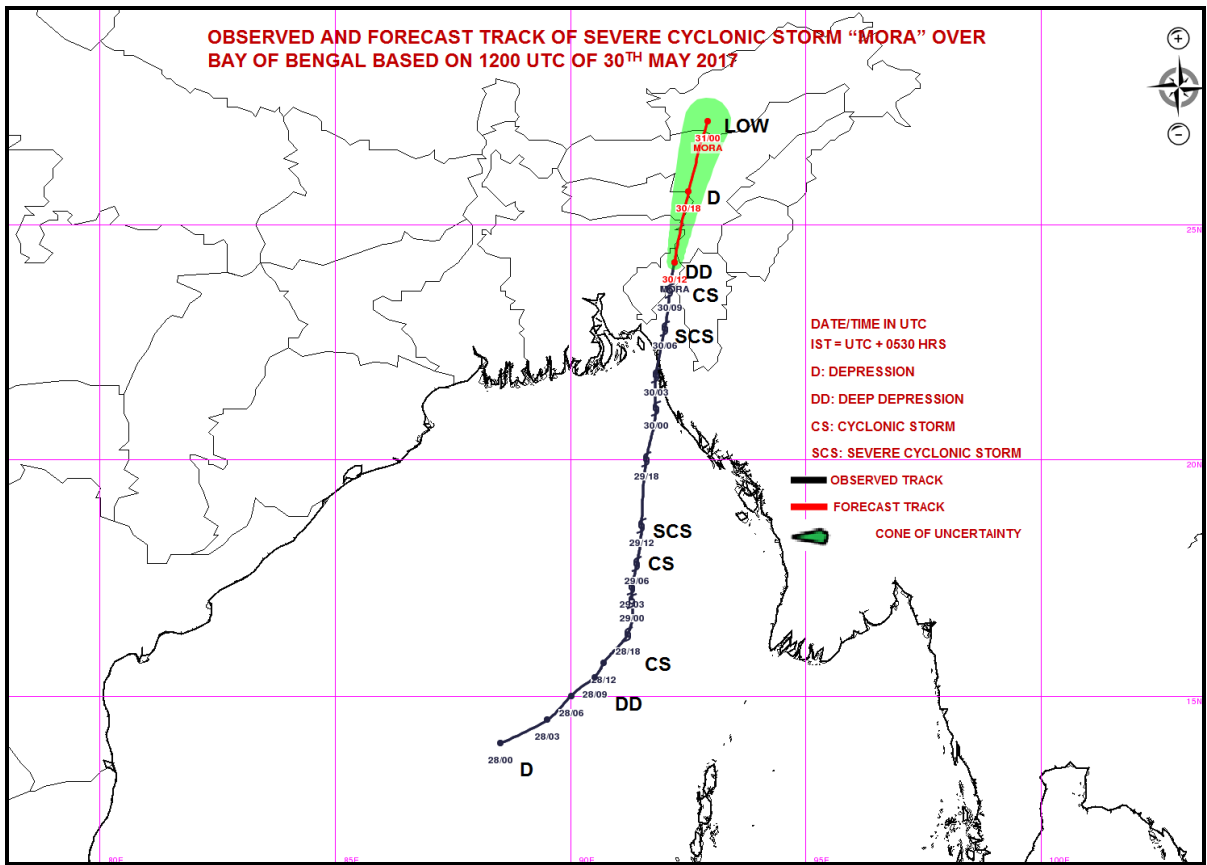 OBSERVED AND FORECAST TRACK OF SEVERE CYCLONIC STORM “MORA” OVER
BAY OF BENGAL BASED ON 1200 UTC OF 30TH MAY 2017
+
-
LOW
31/00
MORA
D
30/18
25N
DD
30/12
MORA
CS
30/09
SCS
30/06
30/03
30/00
DATE/TIME IN UTC
IST = UTC + 0530 HRS
D: DEPRESSION
DD: DEEP DEPRESSION
CS: CYCLONIC STORM
SCS: SEVERE CYCLONIC STORM
20N
OBSERVED TRACK
FORECAST TRACK
CONE OF UNCERTAINTY
29/18
SCS
29/12
CS
29/06
29/03
29/00
28/18
CS
28/12
28/09
DD
28/06
15N
28/03
28/00
D
80E
85E
90E
95E
100E